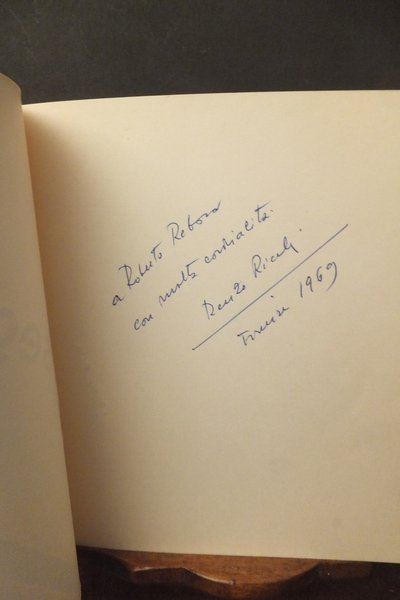 a Roberto Rebora
con molta cordialità.
Renzo Ricchi.
Firenze 1969